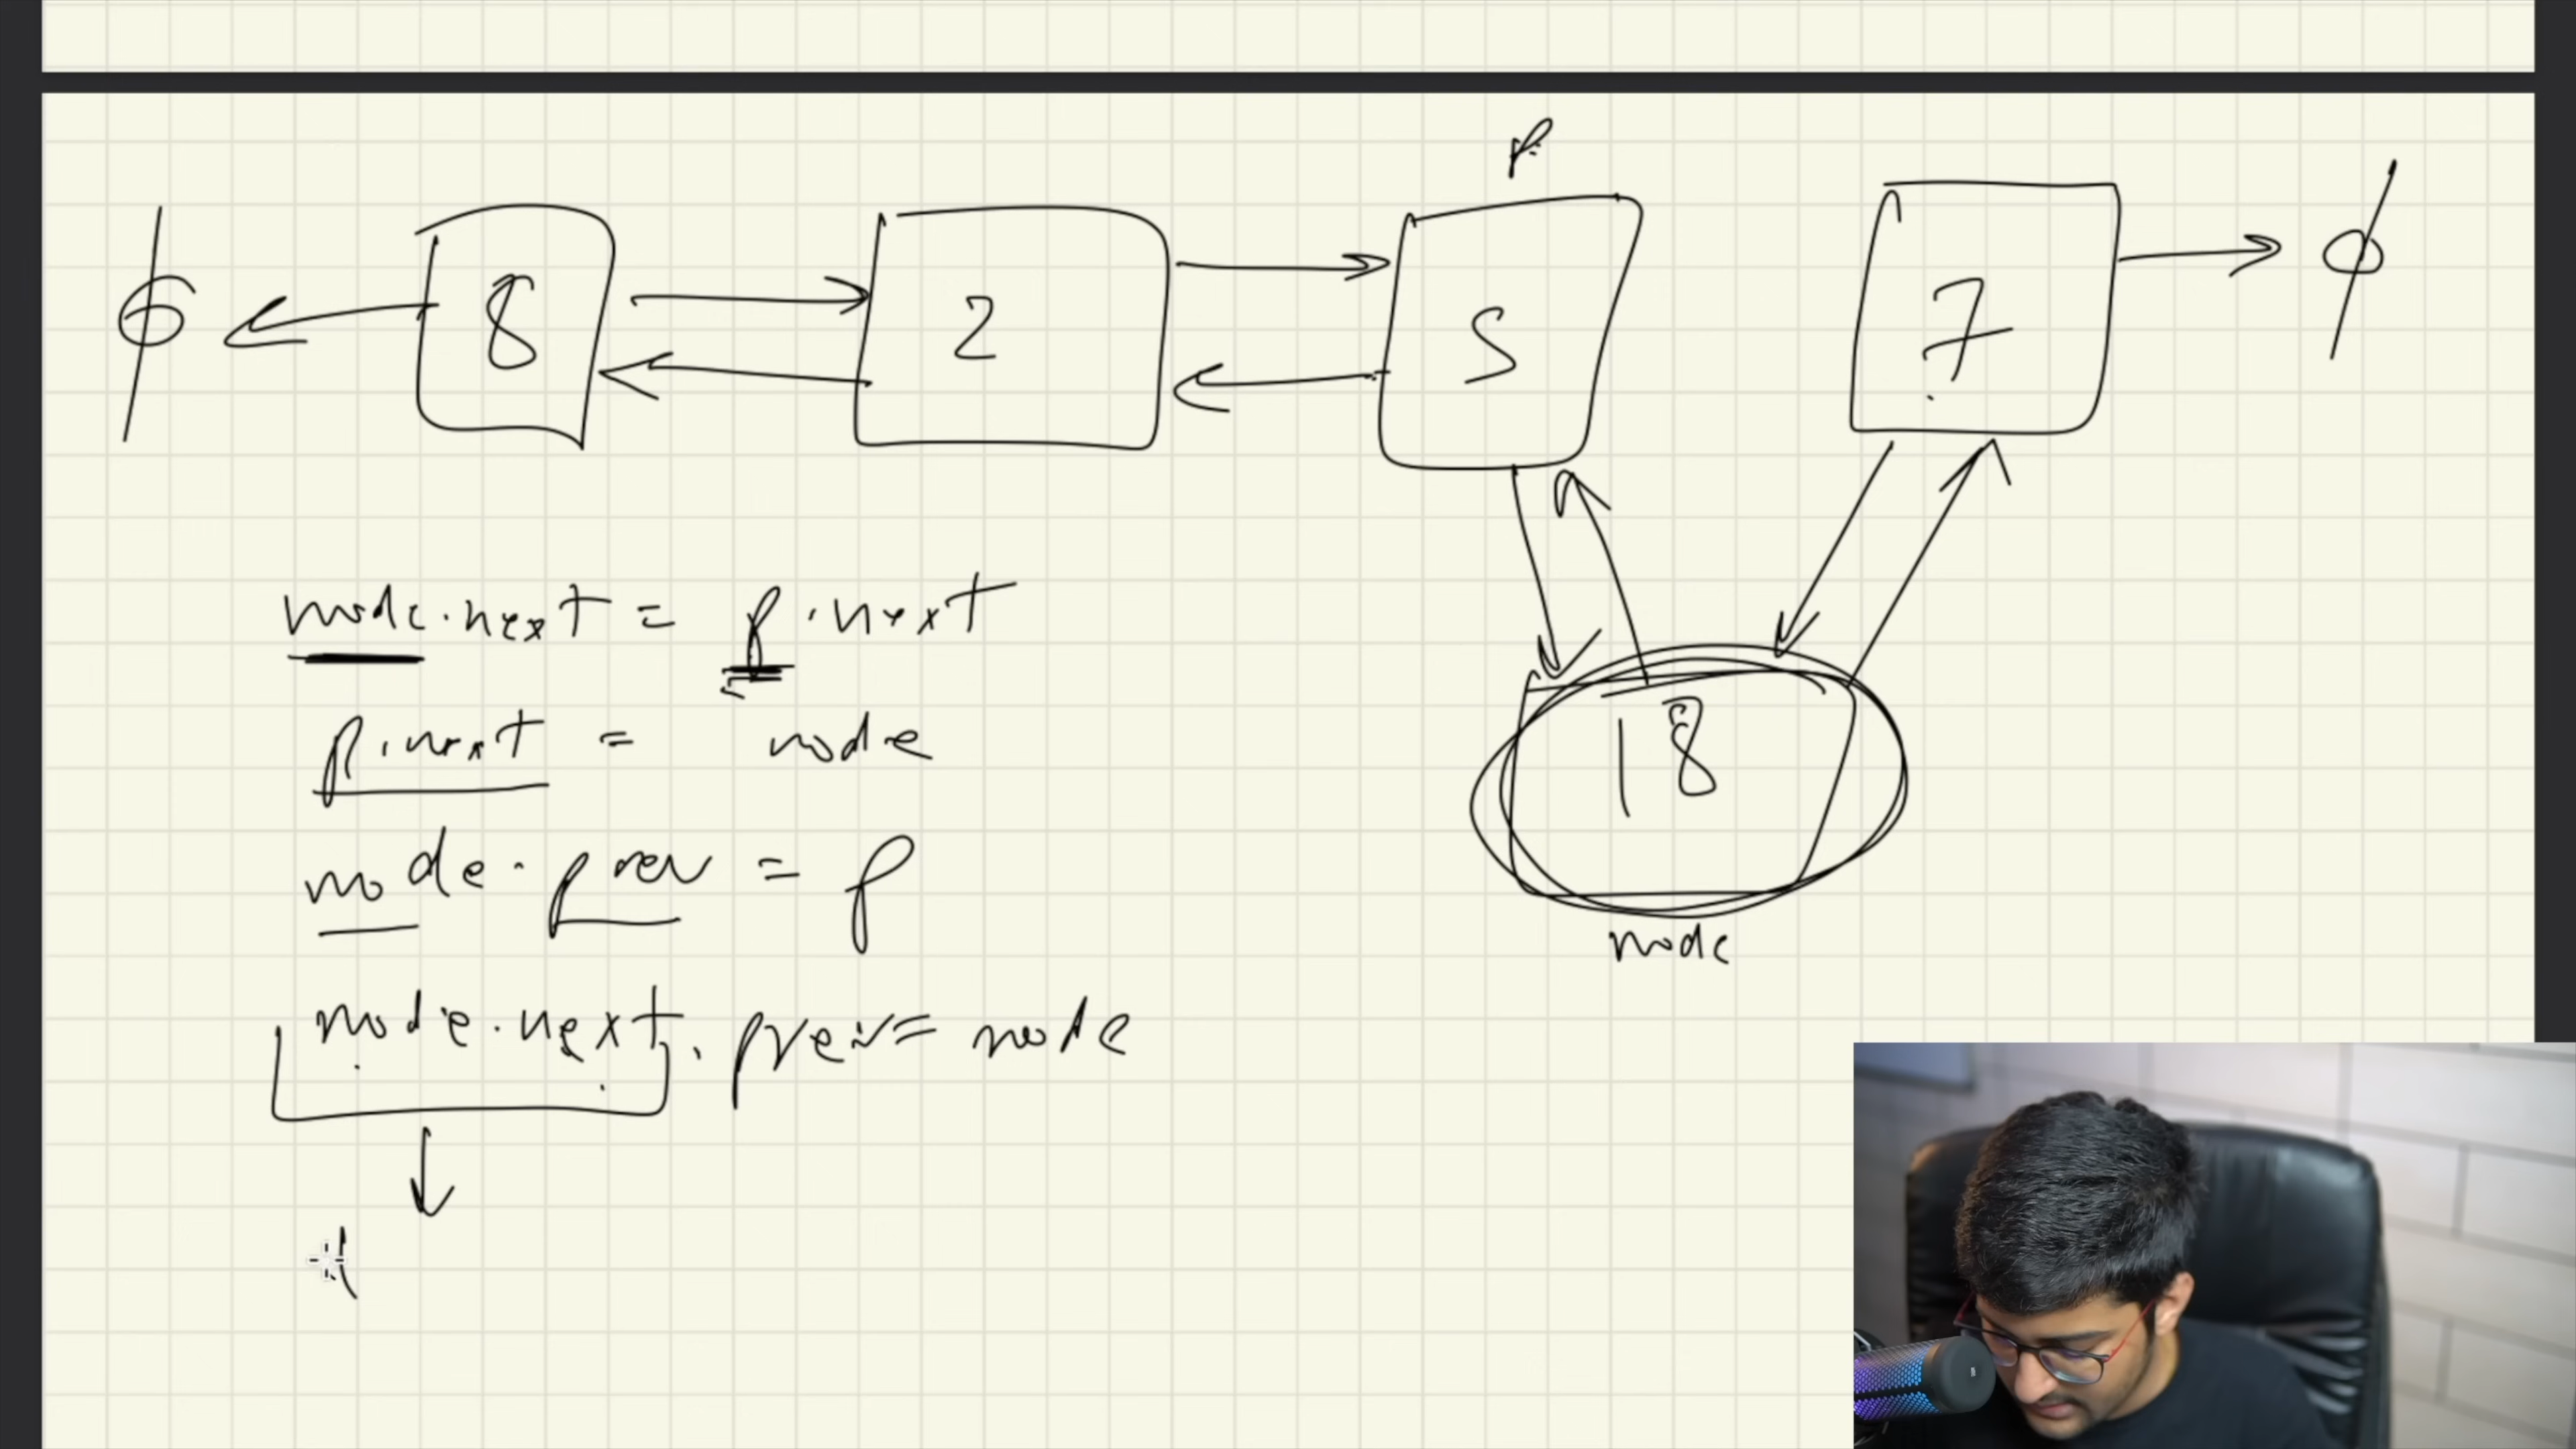 p
ϕ 8 2 5 7 ϕ
node.next = p.next
p.next = node
node.prev = p
18
node
node.next.prev = node